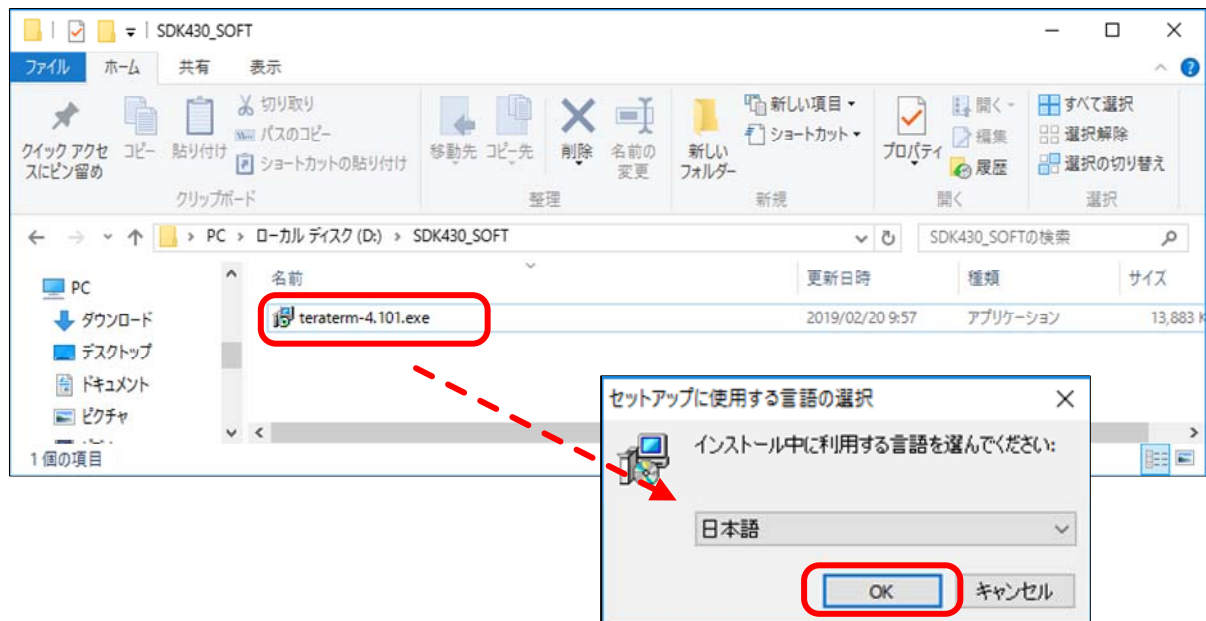 SDK430_SOFT
ファイル ホーム 共有 表示
クイック アクセスにピン留め
コピー
貼り付け
切り取り
パスのコピー
ショートカットの貼り付け
クリップボード
移動先
コピー先
削除
名前の変更
整理
新しいフォルダー
新しい項目
ショートカット
新規
プロパティ
開く
編集
履歴
開く
すべて選択
選択解除
選択の切り替え
選択
PC > ローカル ディスク (D:) > SDK430_SOFT
SDK430_SOFTの検索
名前 更新日時 種類 サイズ
PC
ダウンロード
デスクトップ
ドキュメント
ピクチャ
teraterm-4.101.exe 2019/02/20 9:57 アプリケーション 13,883 K
1 個の項目
セットアップに使用する言語の選択
インストール中に利用する言語を選んでください:
日本語
OK キャンセル